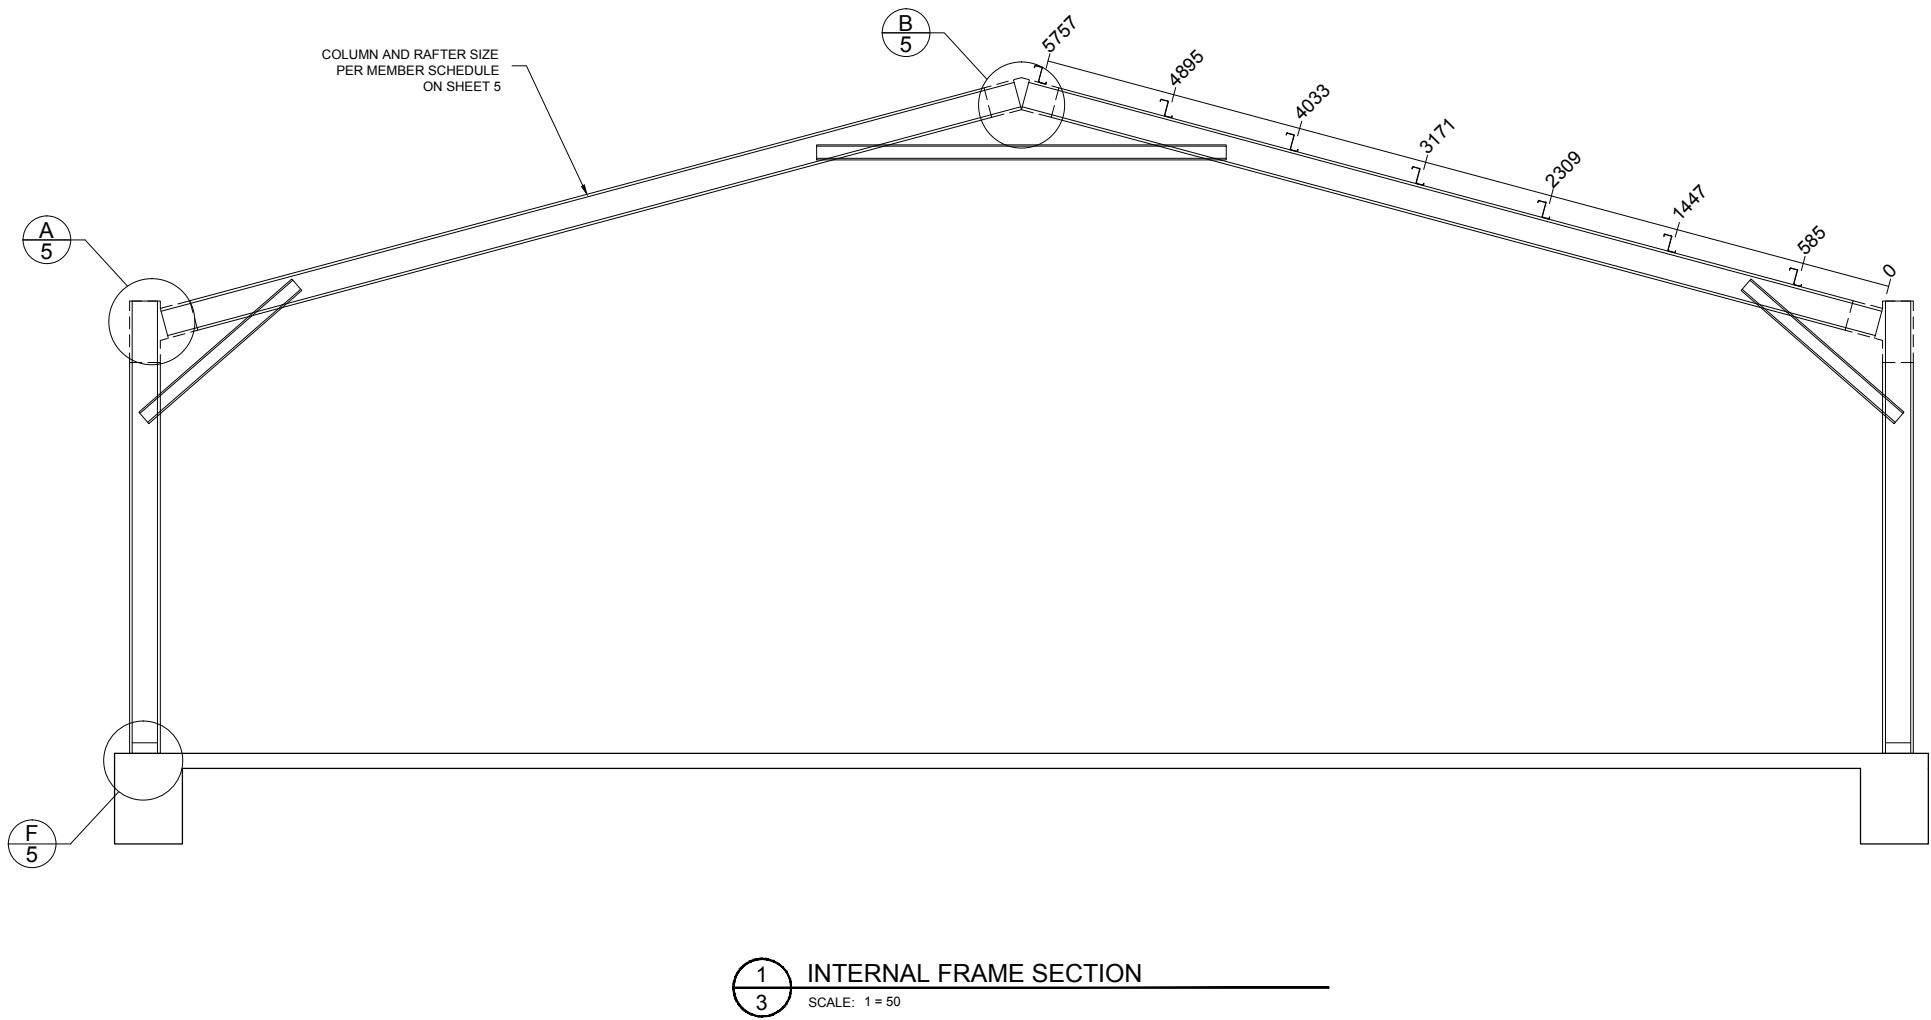 COLUMN AND RAFTER SIZE
PER MEMBER SCHEDULE
ON SHEET 5
B
5
5757
4895
4033
3171
2309
1447
585
0
A
5
F
5
1
3
INTERNAL FRAME SECTION
SCALE: 1 = 50